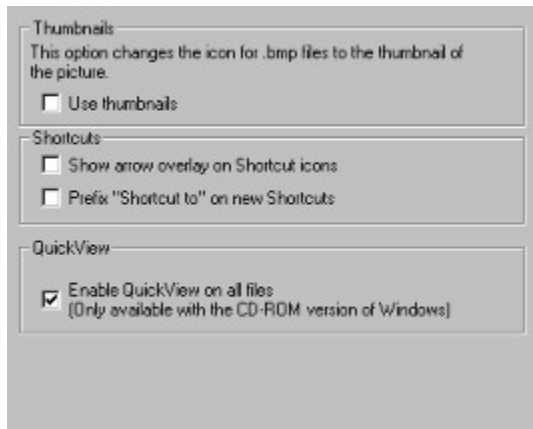 Thumbnails
This option changes the icon for .bmp files to the thumbnail of
the picture.
Use thumbnails
Shortcuts
Show arrow overlay on Shortcut icons
Prefix "Shortcut to" on new Shortcuts
QuickView
Enable QuickView on all files
(Only available with the CD-ROM version of Windows)